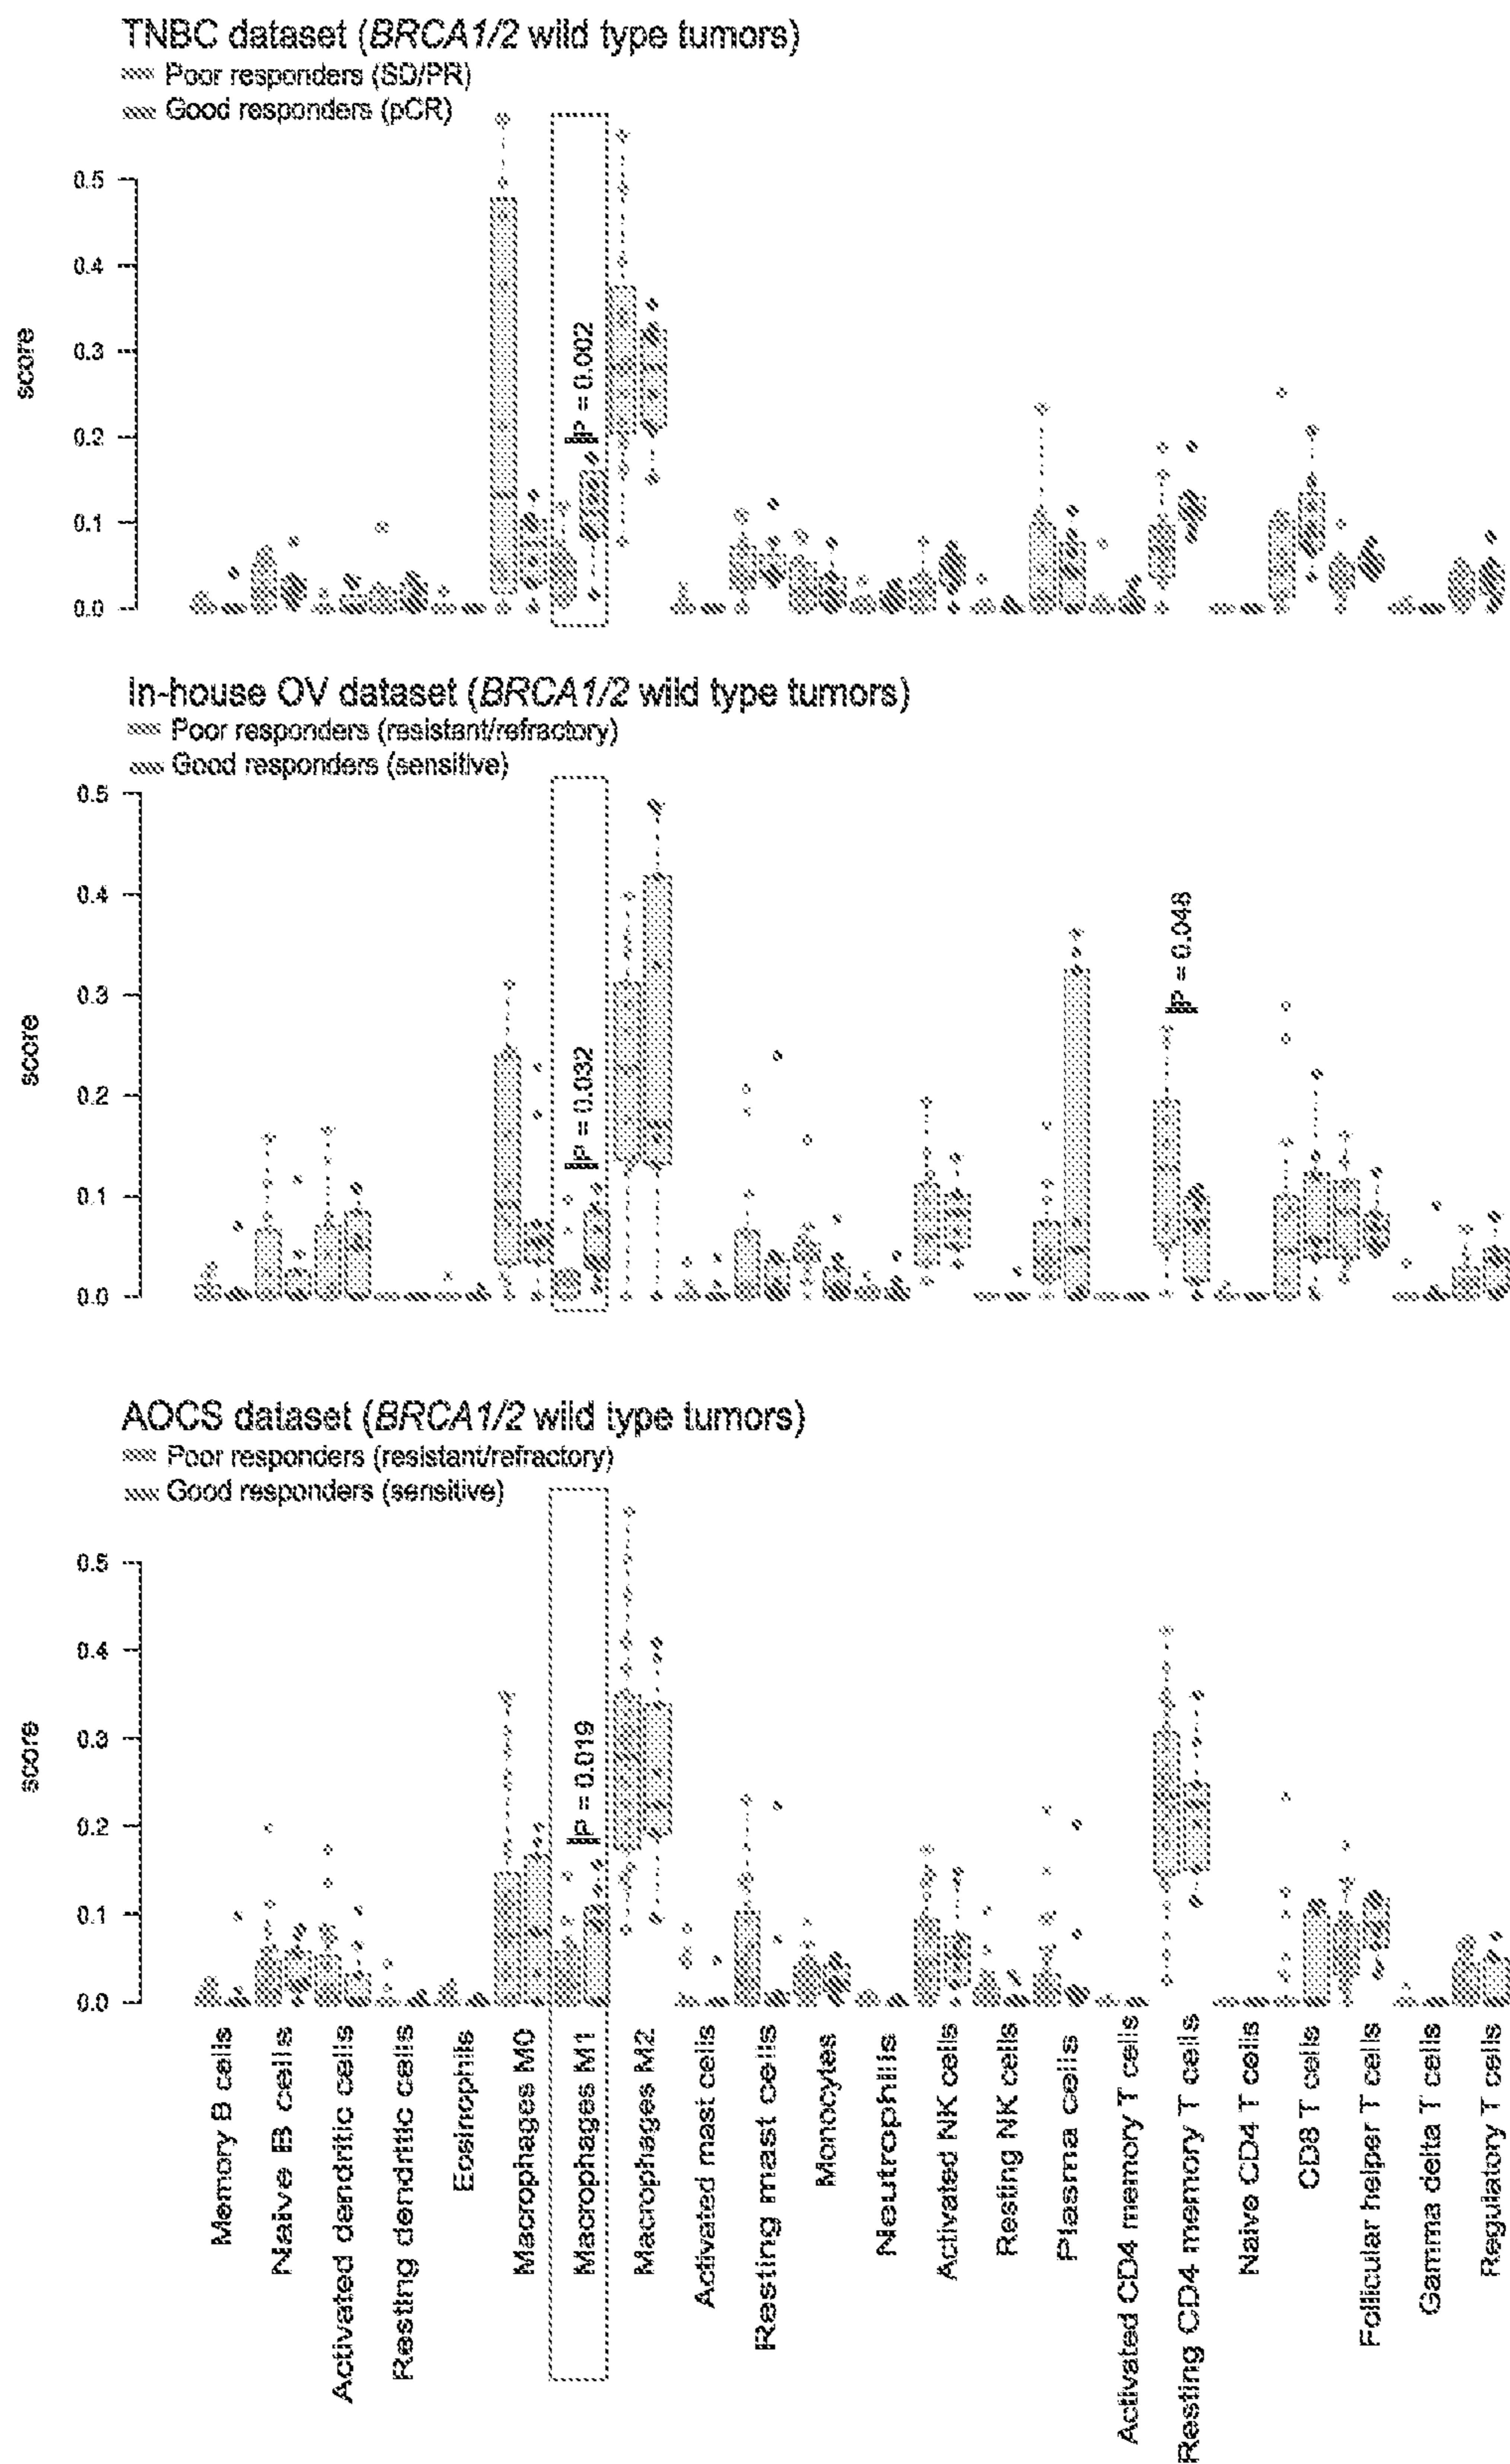 TNBC dataset (BRCA1/2 wild type tumors)
Poor responders (SD/PR)
Good responders (pCR)
score
0.5
0.4
0.3
0.2
0.1
0.0
P = 0.002
In-house OV dataset (BRCA1/2 wild type tumors)
Poor responders (resistant/refractory)
Good responders (sensitive)
score
0.5
0.4
0.3
0.2
0.1
0.0
P = 0.032
P = 0.048
AOCS dataset (BRCA1/2 wild type tumors)
Poor responders (resistant/refractory)
Good responders (sensitive)
score
0.5
0.4
0.3
0.2
0.1
0.0
P = 0.019
Memory B cells
Naive B cells
Activated dendritic cells
Resting dendritic cells
Eosinophils
Macrophages M0
Macrophages M1
Macrophages M2
Activated mast cells
Resting mast cells
Monocytes
Neutrophils
Activated NK cells
Resting NK cells
Plasma cells
Activated CD4 memory T cells
Resting CD4 memory T cells
Naive CD4 T cells
CD8 T cells
Follicular helper T cells
Gamma delta T cells
Regulatory T cells